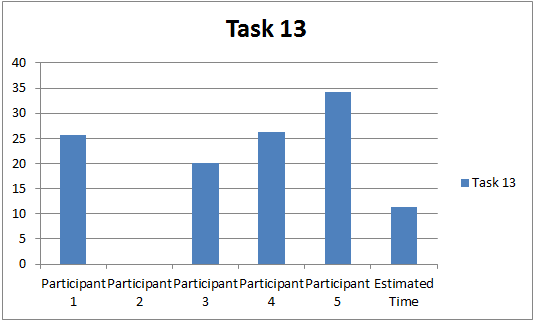 Task 13
40
35
30
25
20
15
10
5
0
Participant 1
Participant 2
Participant 3
Participant 4
Participant 5
Estimated Time
Task 13